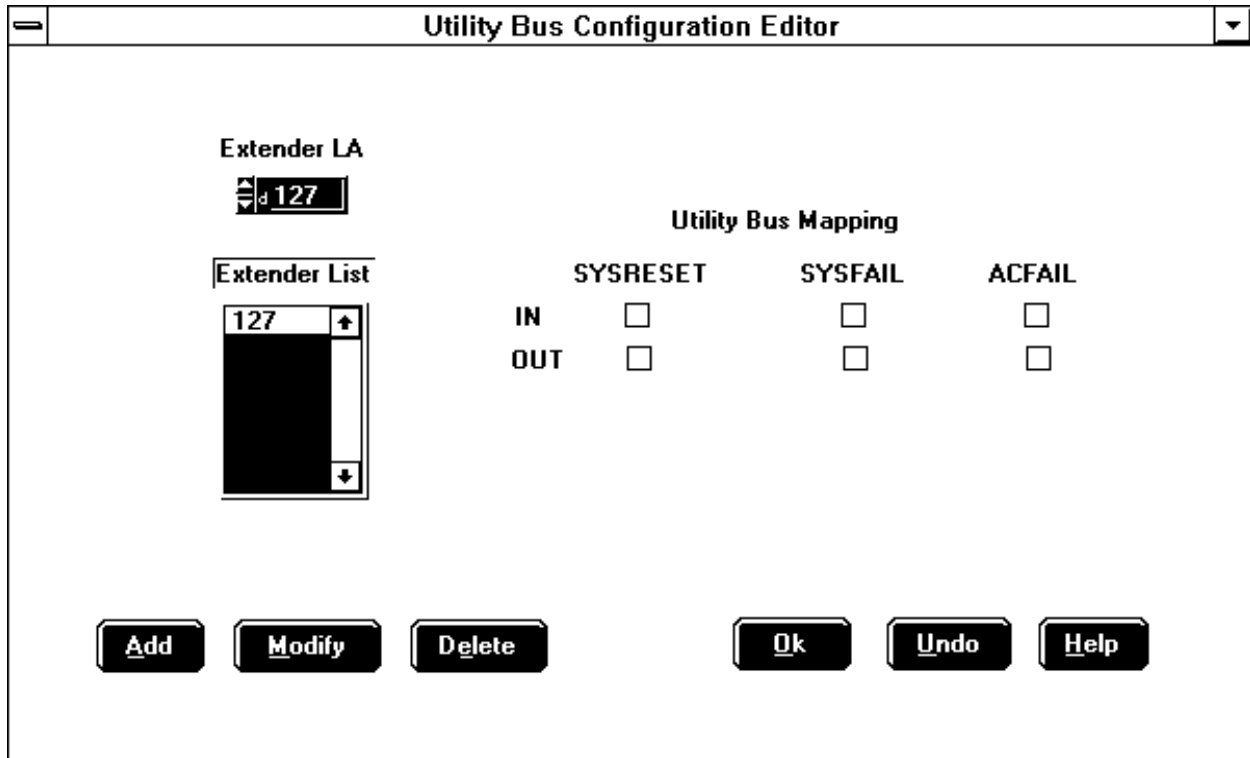 Utility Bus Configuration Editor
Extender LA
d 127
Utility Bus Mapping
Extender List
SYSRESET SYSFAIL ACFAIL
127
IN
OUT
Add Modify Delete Ok Undo Help